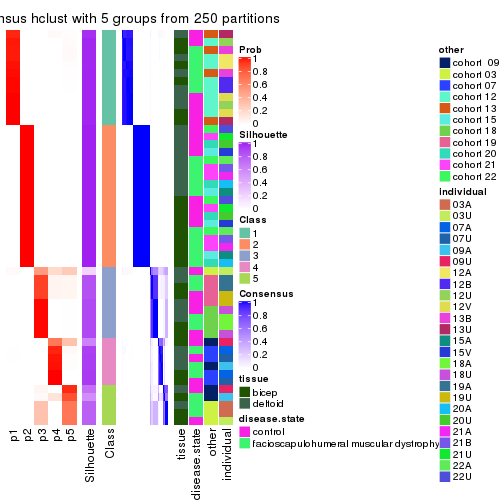 nsus hclust with 5 groups from 250 partitions
Prob
1
0.8
0.6
0.4
0.2
0
Silhouette
1
0.8
0.6
0.4
0.2
0
Class
1
2
3
4
5
Consensus
1
0.8
0.6
0.4
0.2
0
tissue
bicep
deltoid
disease.state
control
facioscapulohumeral muscular dystrophy
other
cohort 09
cohort 03
cohort 07
cohort 12
cohort 13
cohort 15
cohort 18
cohort 19
cohort 20
cohort 21
cohort 22
individual
03A
03U
07A
07U
09A
09U
12A
12B
12U
12V
13B
13U
15A
15V
18A
18U
19A
19U
20A
20U
21A
21B
21U
22A
22U
p1
p2
p3
p4
p5
Silhouette
Class
tissue
disease.state
other
individual